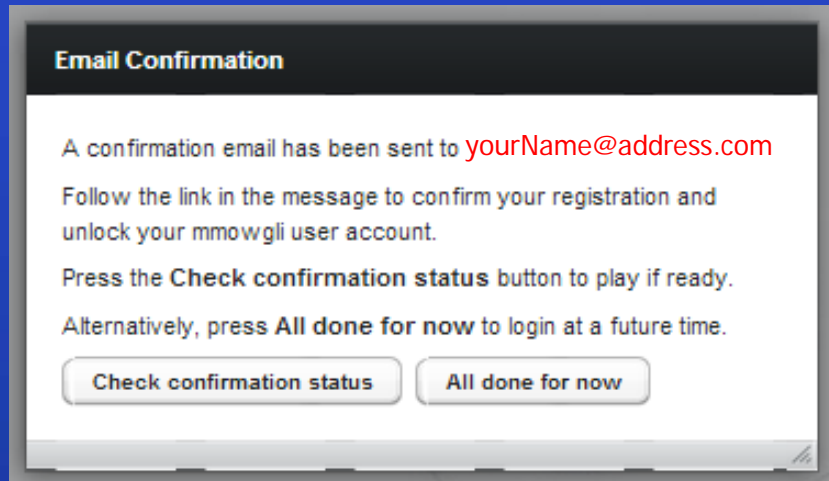 Email Confirmation
A confirmation email has been sent to yourName@address.com
Follow the link in the message to confirm your registration and
unlock your mmowgli user account.
Press the Check confirmation status button to play if ready.
Alternatively, press All done for now to login at a future time.
Check confirmation status All done for now